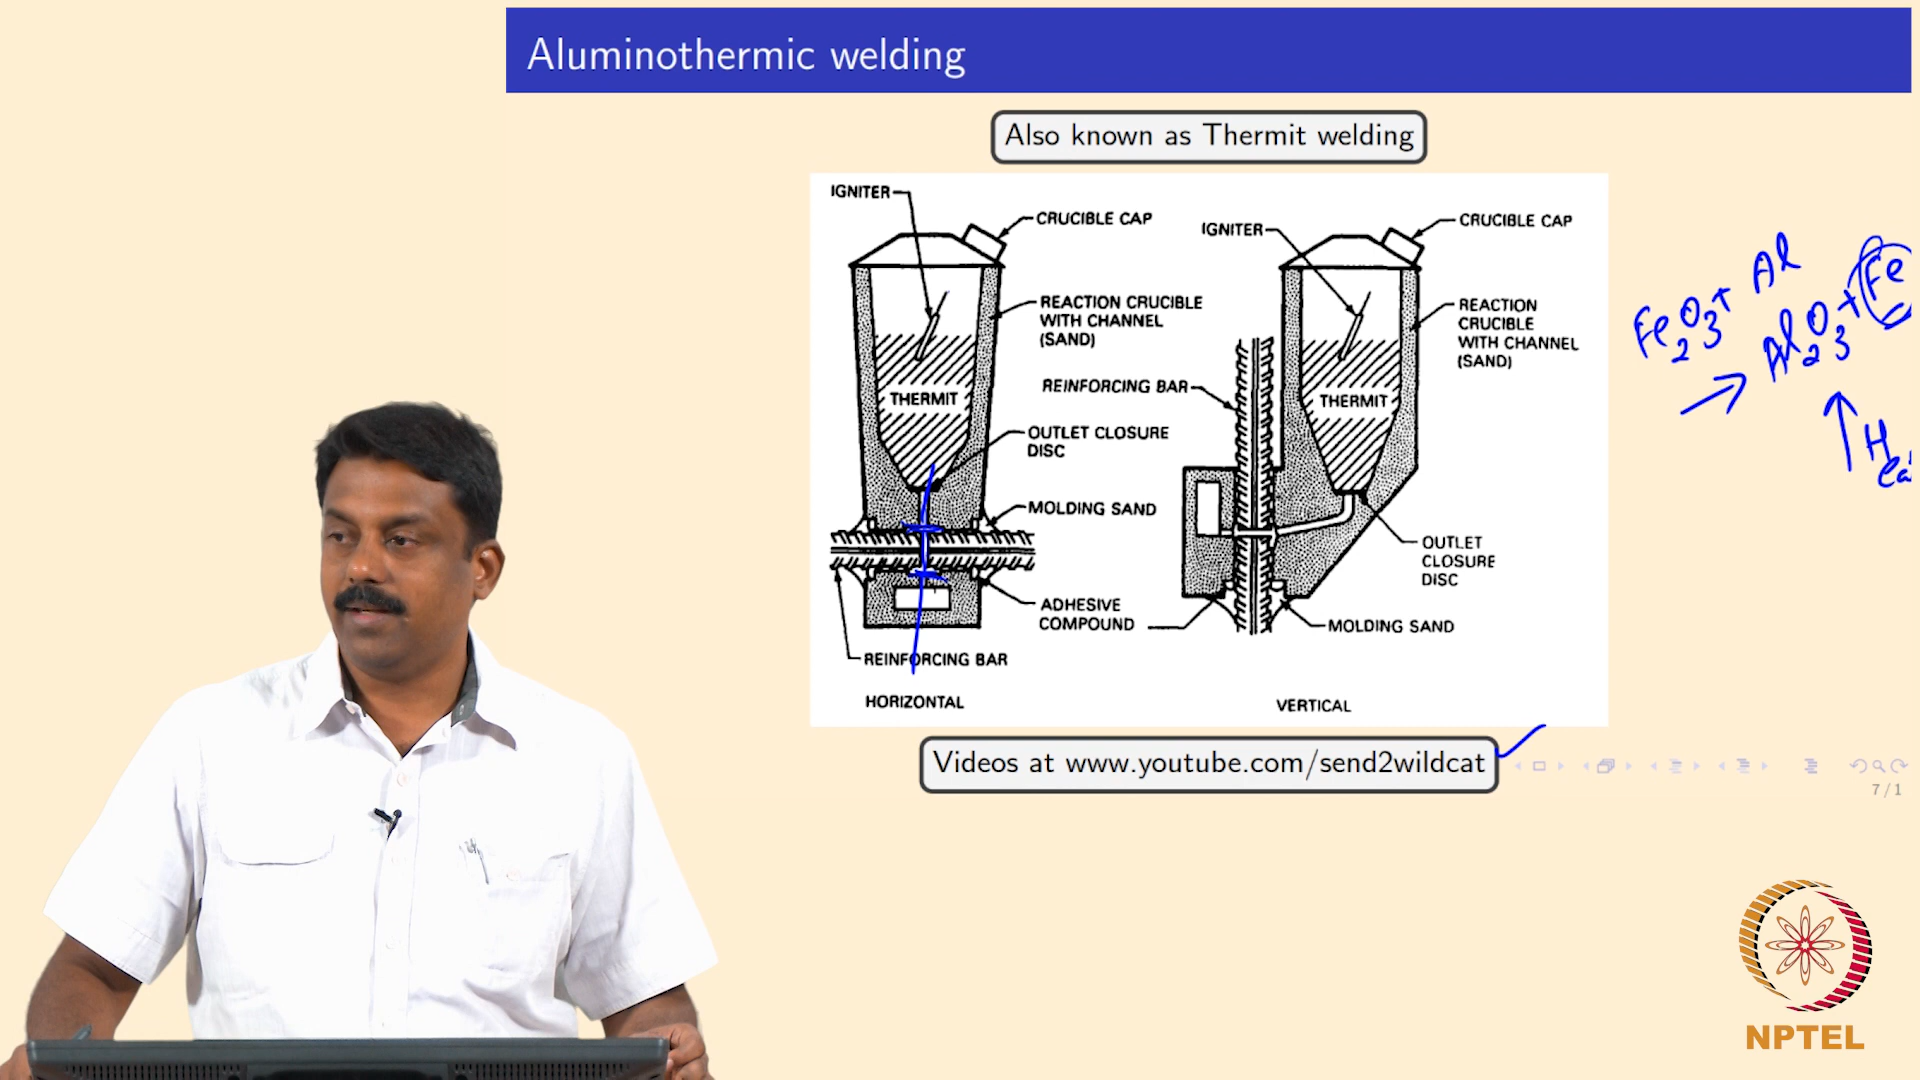 Aluminothermic welding
Also known as Thermit welding
IGNITER
CRUCIBLE CAP
REACTION CRUCIBLE
WITH CHANNEL
(SAND)
THERMIT
OUTLET CLOSURE
DISC
MOLDING SAND
ADHESIVE
COMPOUND
REINFORCING BAR
HORIZONTAL
IGNITER
CRUCIBLE CAP
REACTION
CRUCIBLE
WITH CHANNEL
(SAND)
REINFORCING BAR
THERMIT
OUTLET
CLOSURE
DISC
MOLDING SAND
VERTICAL
Fe2O3 + Al
→ Al2O3 + Fe
↑ H
Videos at www.youtube.com/send2wildcat
7/1
NPTEL